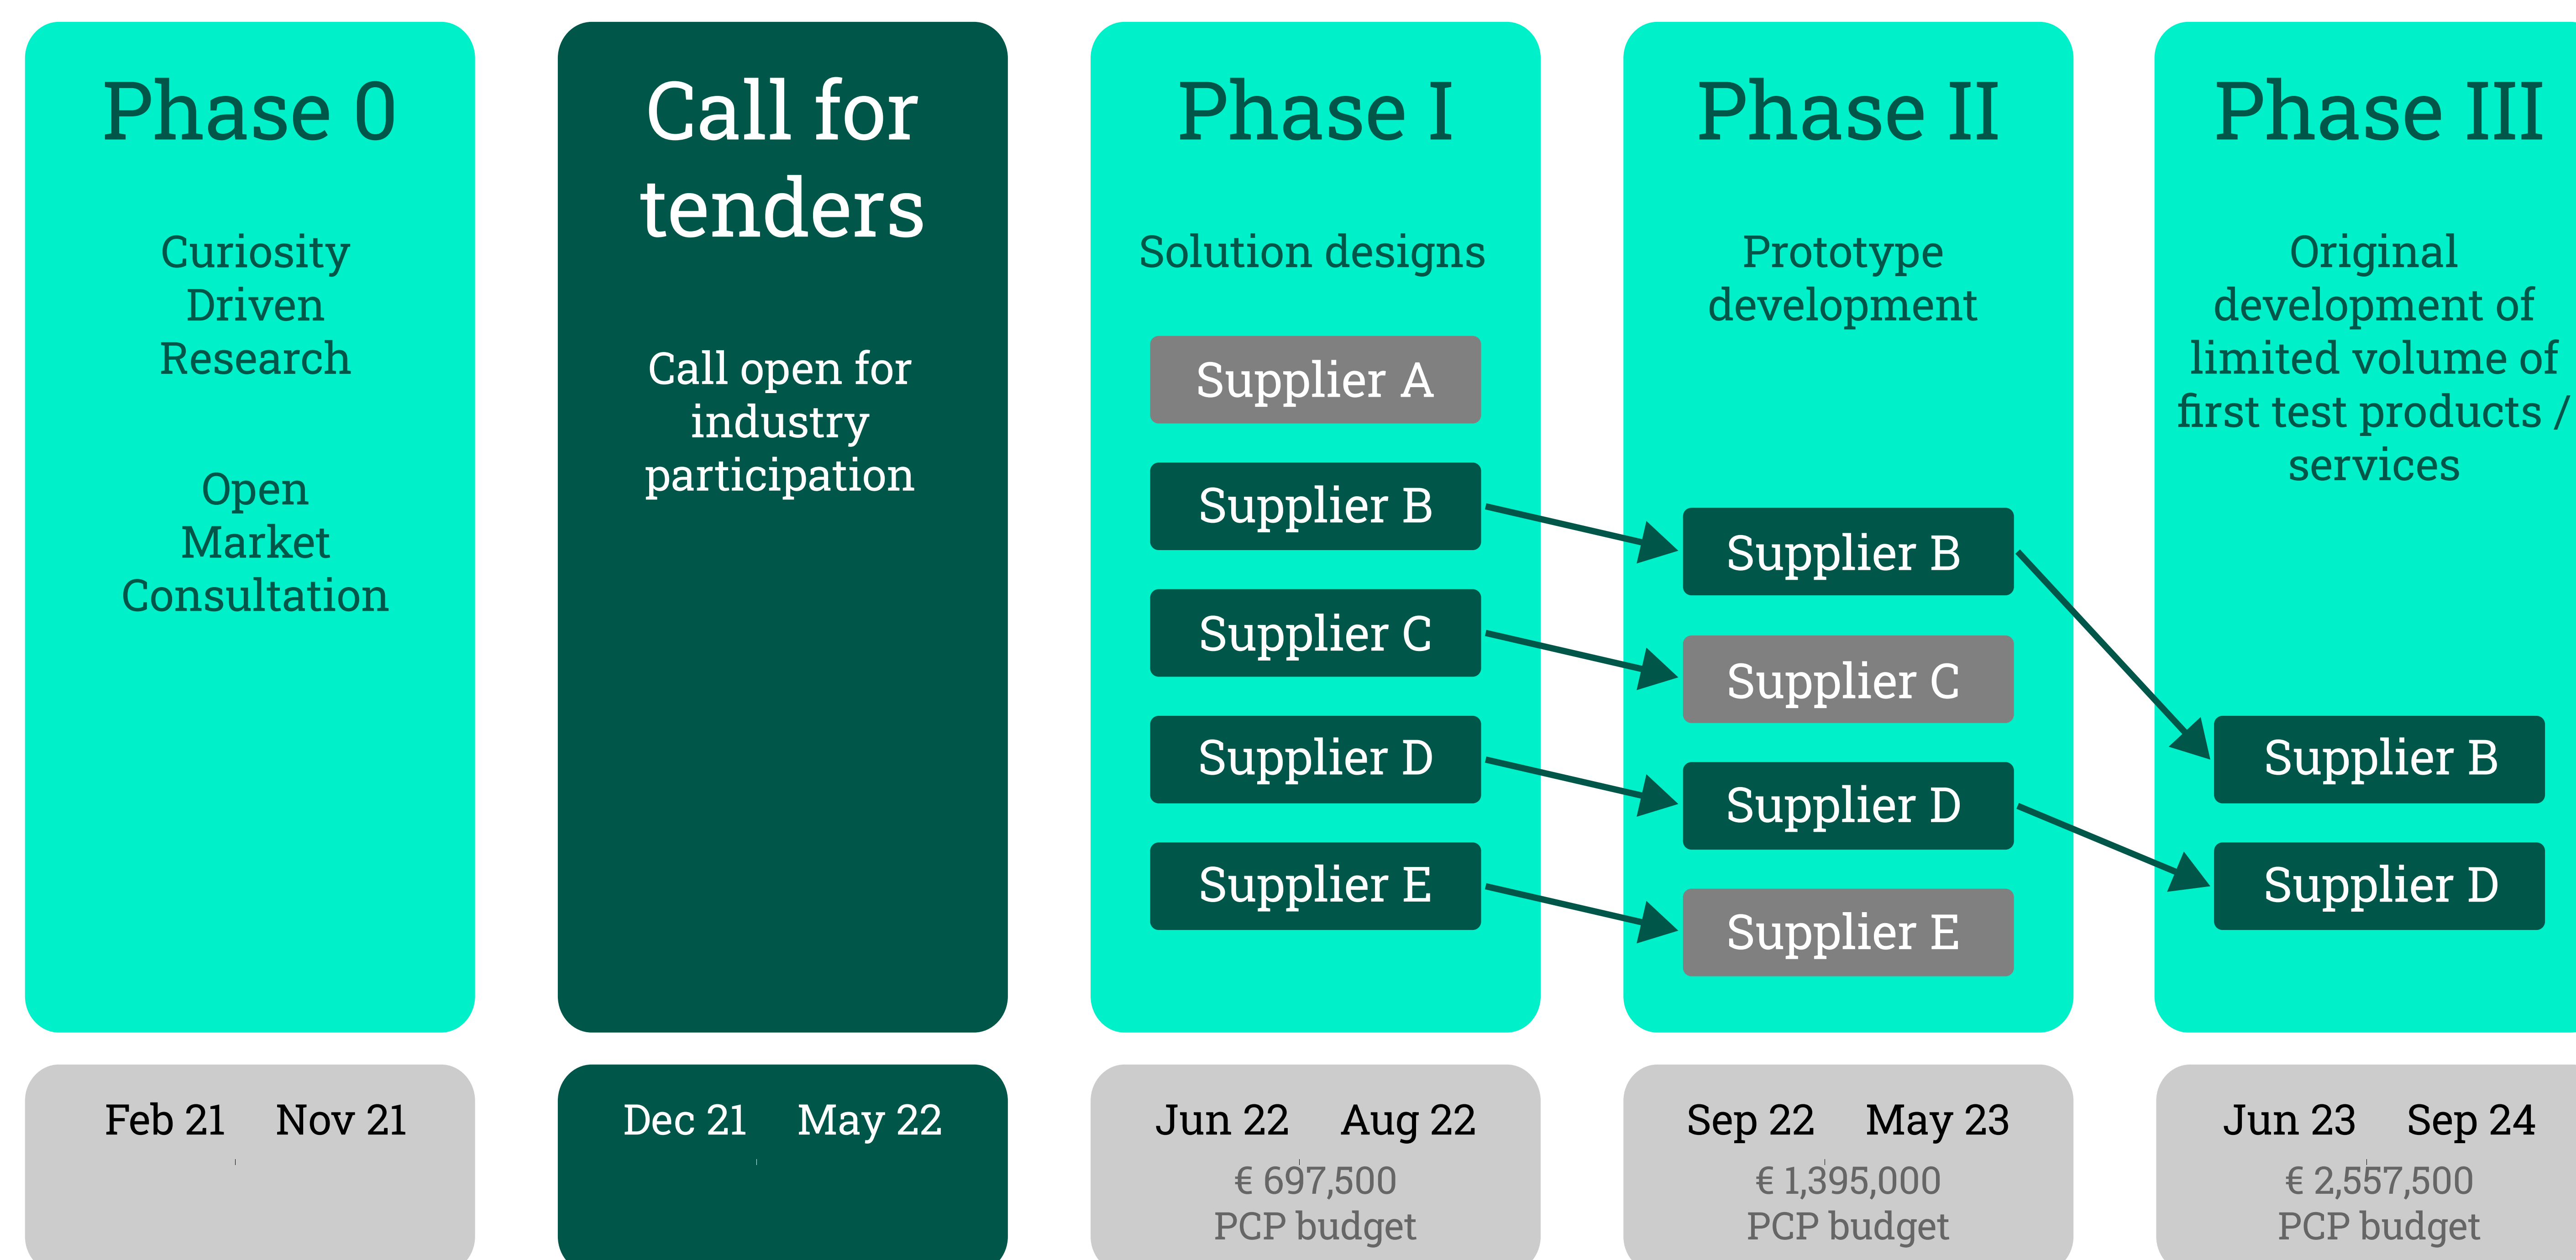 Phase 0
Curiosity
Driven
Research
Open
Market
Consultation
Feb 21 Nov 21
Call for
tenders
Call open for
industry
participation
Dec 21 May 22
Phase I
Solution designs
Supplier A
Supplier B
Supplier C
Supplier D
Supplier E
Jun 22 Aug 22
€ 697,500
PCP budget
Phase II
Prototype
development
Supplier B
Supplier C
Supplier D
Supplier E
Sep 22 May 23
€ 1,395,000
PCP budget
Phase III
Original
development of
limited volume of
first test products /
services
Supplier B
Supplier D
Jun 23 Sep 24
€ 2,557,500
PCP budget